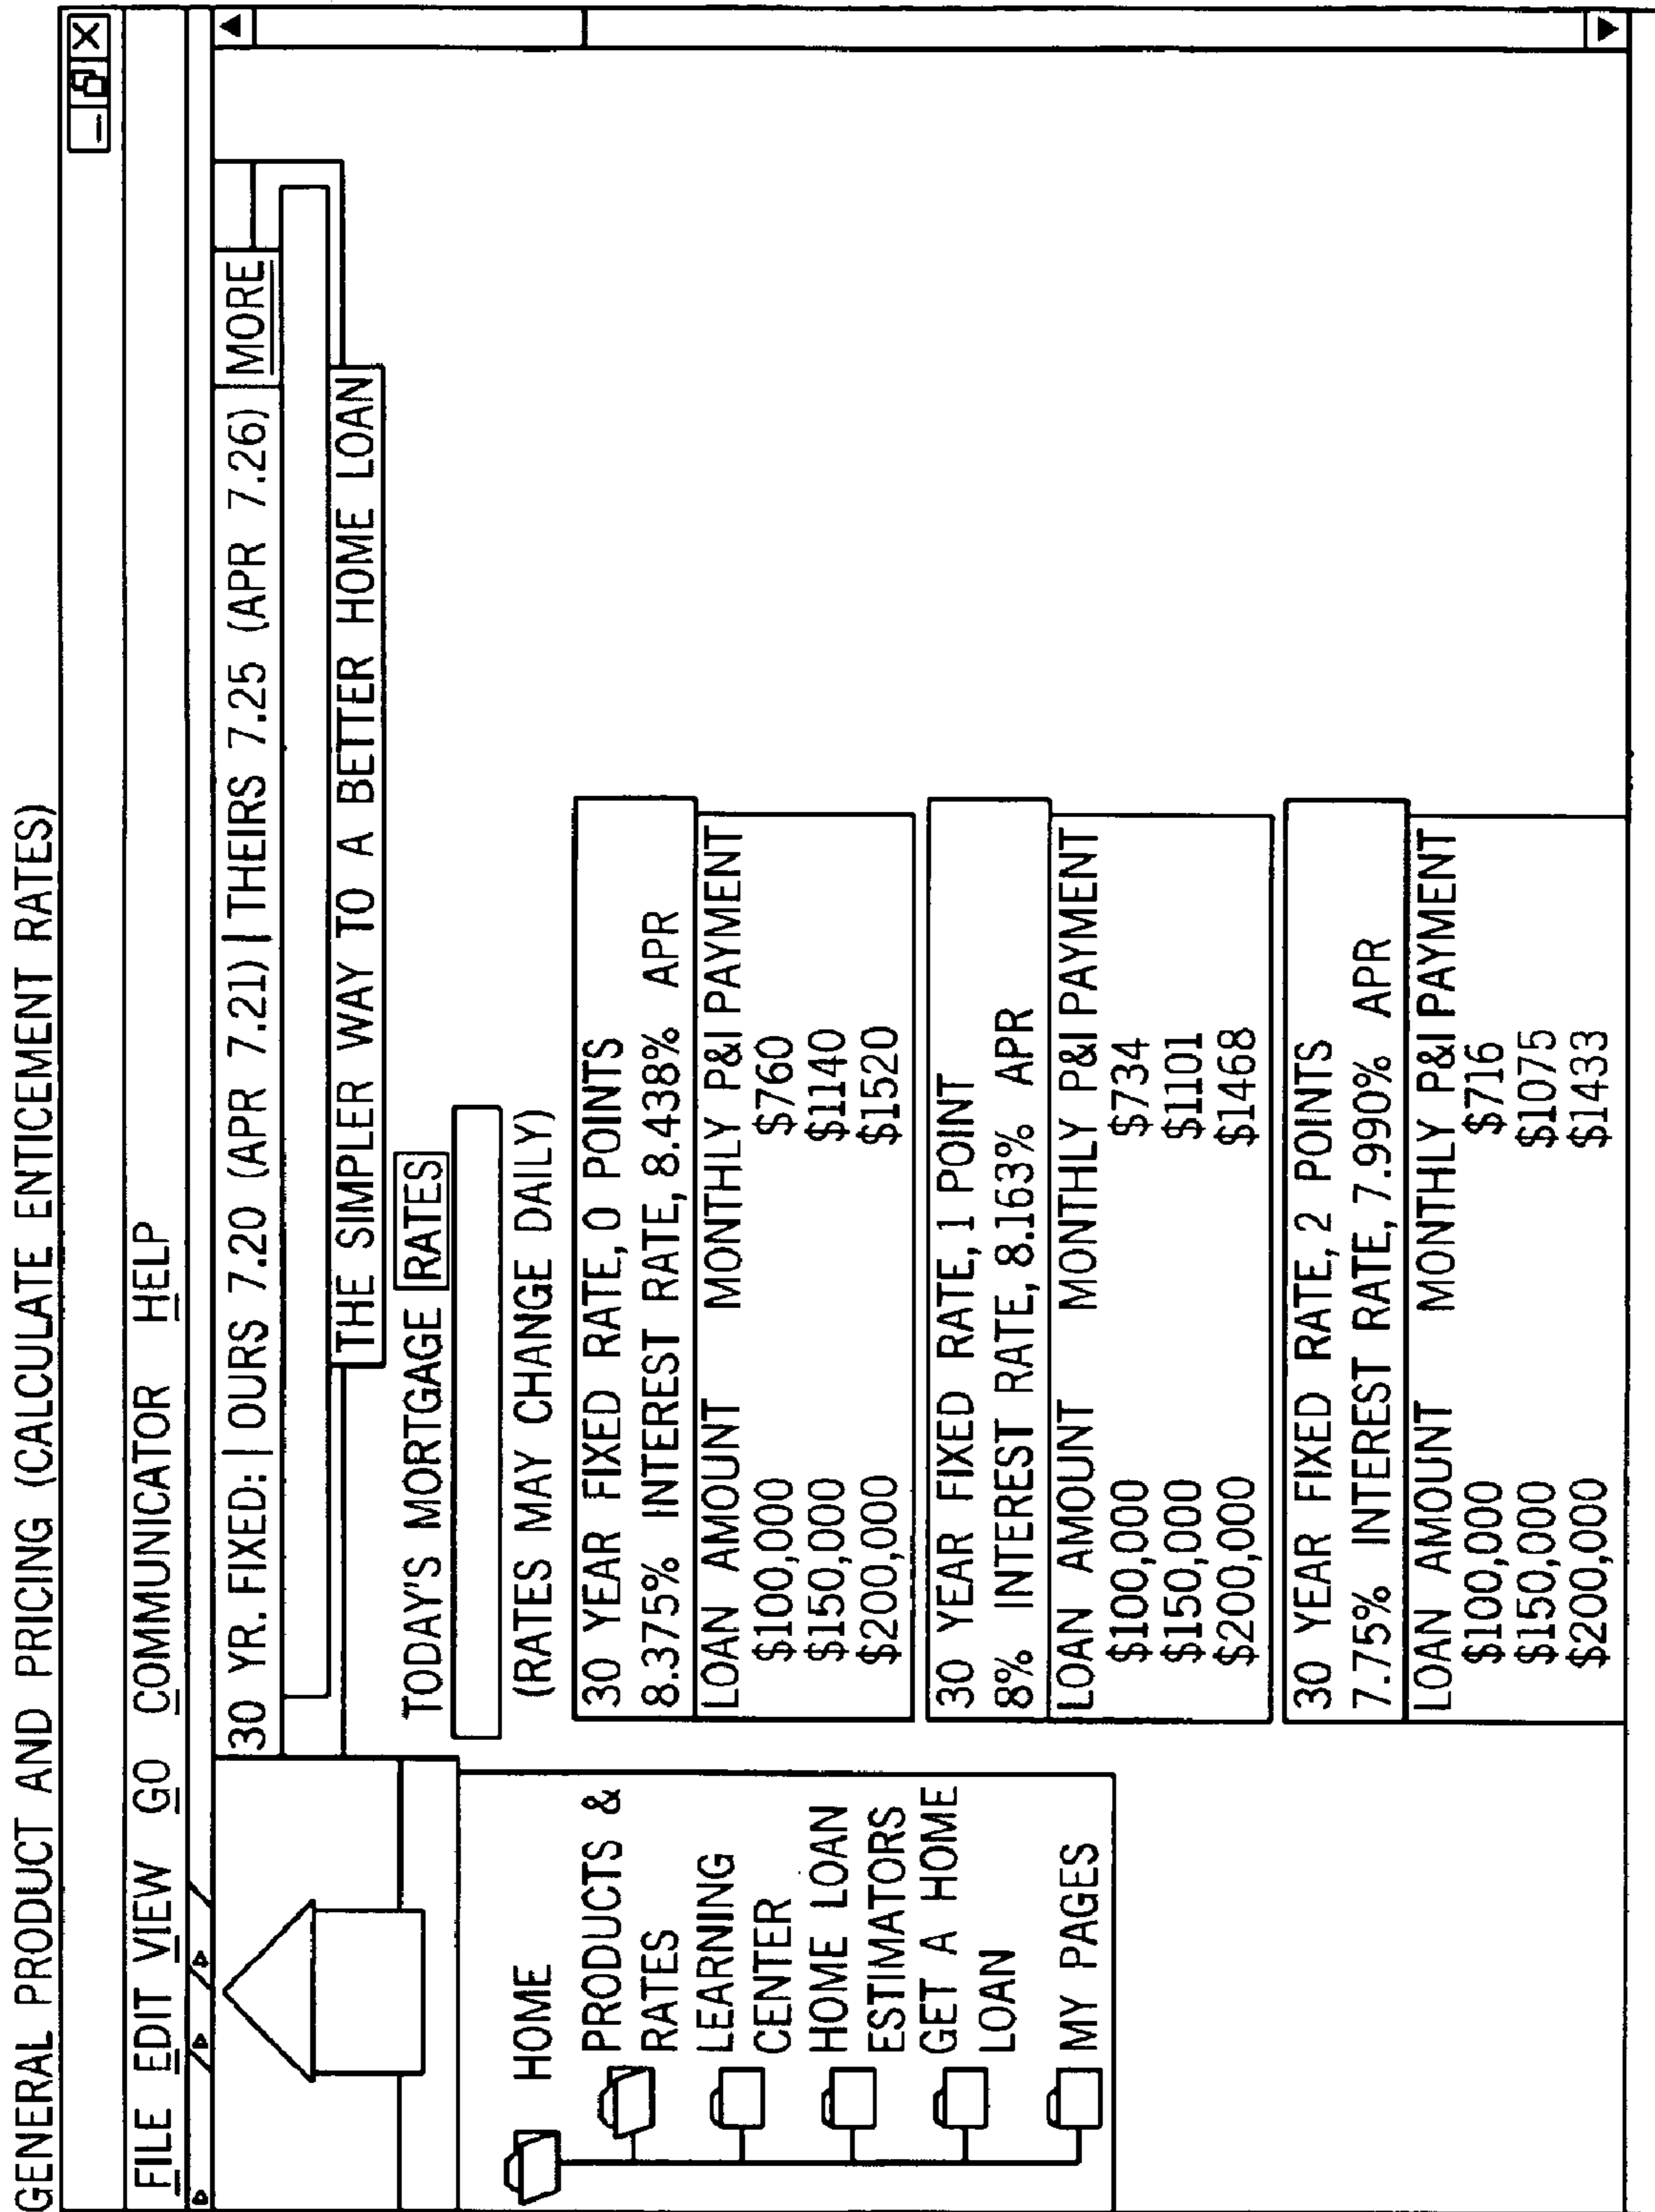 GENERAL PRODUCT AND PRICING (CALCULATE ENTICEMENT RATES)
FILE EDIT VIEW GO COMMUNICATOR HELP
30 YR. FIXED: | OURS 7.20 (APR 7.21) | THEIRS 7.25 (APR 7.26) MORE
THE SIMPLER WAY TO A BETTER HOME LOAN
HOME
PRODUCTS &
RATES
LEARNING
CENTER
HOME LOAN
ESTIMATORS
GET A HOME
LOAN
MY PAGES
TODAY'S MORTGAGE RATES
(RATES MAY CHANGE DAILY)
30 YEAR FIXED RATE, 0 POINTS
8.375% INTEREST RATE, 8.438% APR
LOAN AMOUNT MONTHLY P&I PAYMENT
$100,000 $760
$150,000 $1140
$200,000 $1520
30 YEAR FIXED RATE, 1 POINT
8% INTEREST RATE, 8.163% APR
LOAN AMOUNT MONTHLY P&I PAYMENT
$100,000 $734
$150,000 $1101
$200,000 $1468
30 YEAR FIXED RATE, 2 POINTS
7.75% INTEREST RATE, 7.990% APR
LOAN AMOUNT MONTHLY P&I PAYMENT
$100,000 $716
$150,000 $1075
$200,000 $1433